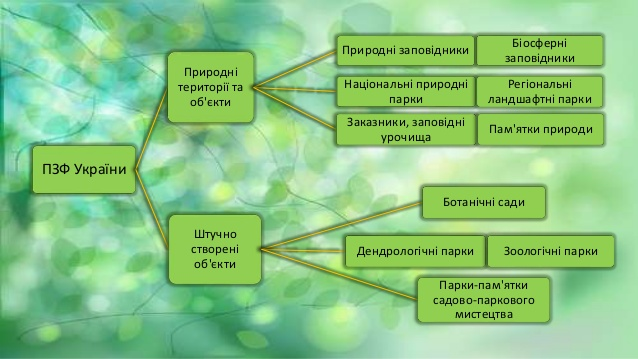 ПЗФ України
Природні
території та
об'єкти
Природні заповідники
Біосферні
заповідники
Національні природні
парки
Регіональні
ландшафтні парки
Заказники, заповідні
урочища
Пам'ятки природи
Штучно
створені
об'єкти
Ботанічні сади
Дендрологічні парки
Зоологічні парки
Парки-пам'ятки
садово-паркового
мистецтва